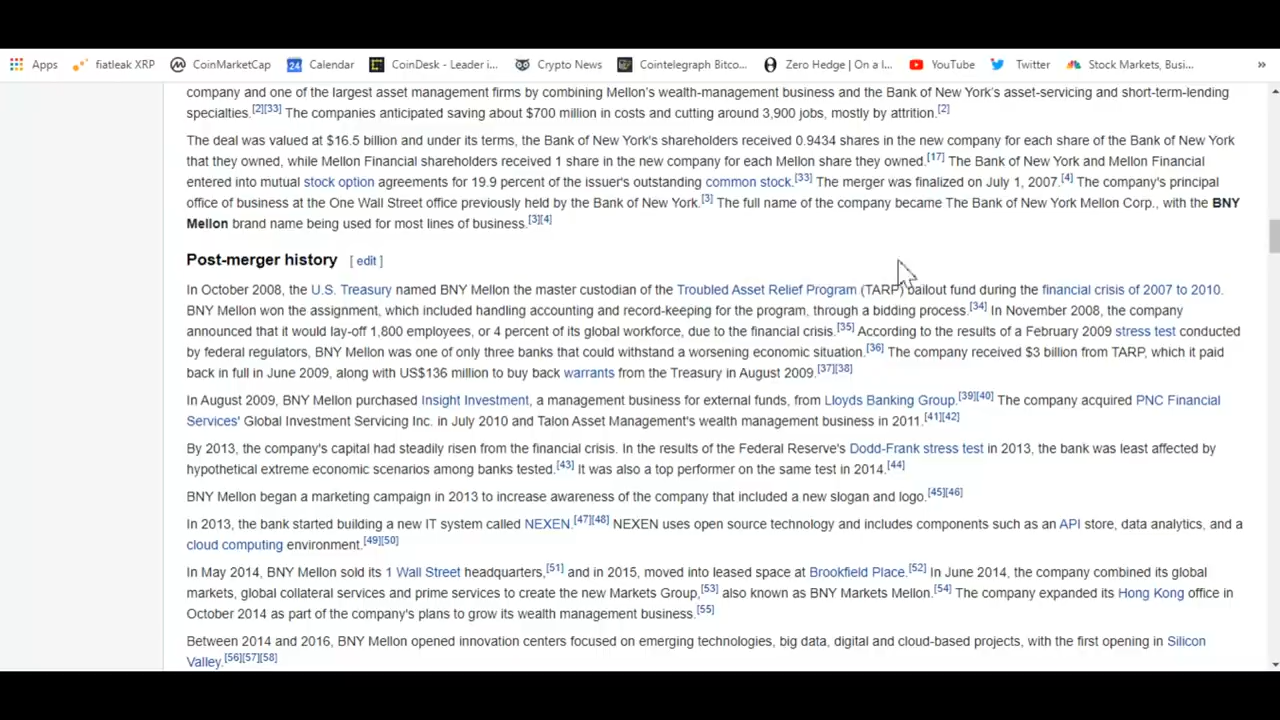 Apps fiatleak XRP CoinMarketCap 24 Calendar CoinDesk - Leader i... Crypto News Cointelegraph Bitco... Zero Hedge | On a l... YouTube Twitter Stock Markets, Busi... »
company and one of the largest asset management firms by combining Mellon's wealth-management business and the Bank of New York's asset-servicing and short-term-lending
specialties.[2][33] The companies anticipated saving about $700 million in costs and cutting around 3,900 jobs, mostly by attrition.[2]
The deal was valued at $16.5 billion and under its terms, the Bank of New York's shareholders received 0.9434 shares in the new company for each share of the Bank of New York
that they owned, while Mellon Financial shareholders received 1 share in the new company for each Mellon share they owned.[17] The Bank of New York and Mellon Financial
entered into mutual stock option agreements for 19.9 percent of the issuer's outstanding common stock.[33] The merger was finalized on July 1, 2007.[4] The company's principal
office of business at the One Wall Street office previously held by the Bank of New York.[3] The full name of the company became The Bank of New York Mellon Corp., with the BNY
Mellon brand name being used for most lines of business.[3][4]
Post-merger history [ edit ]
In October 2008, the U.S. Treasury named BNY Mellon the master custodian of the Troubled Asset Relief Program (TARP) bailout fund during the financial crisis of 2007 to 2010.
BNY Mellon won the assignment, which included handling accounting and record-keeping for the program, through a bidding process.[34] In November 2008, the company
announced that it would lay-off 1,800 employees, or 4 percent of its global workforce, due to the financial crisis.[35] According to the results of a February 2009 stress test conducted
by federal regulators, BNY Mellon was one of only three banks that could withstand a worsening economic situation.[36] The company received $3 billion from TARP, which it paid
back in full in June 2009, along with US$136 million to buy back warrants from the Treasury in August 2009.[37][38]
In August 2009, BNY Mellon purchased Insight Investment, a management business for external funds, from Lloyds Banking Group.[39][40] The company acquired PNC Financial
Services' Global Investment Servicing Inc. in July 2010 and Talon Asset Management's wealth management business in 2011.[41][42]
By 2013, the company's capital had steadily risen from the financial crisis. In the results of the Federal Reserve's Dodd-Frank stress test in 2013, the bank was least affected by
hypothetical extreme economic scenarios among banks tested.[43] It was also a top performer on the same test in 2014.[44]
BNY Mellon began a marketing campaign in 2013 to increase awareness of the company that included a new slogan and logo.[45][46]
In 2013, the bank started building a new IT system called NEXEN.[47][48] NEXEN uses open source technology and includes components such as an API store, data analytics, and a
cloud computing environment.[49][50]
In May 2014, BNY Mellon sold its 1 Wall Street headquarters,[51] and in 2015, moved into leased space at Brookfield Place.[52] In June 2014, the company combined its global
markets, global collateral services and prime services to create the new Markets Group,[53] also known as BNY Markets Mellon.[54] The company expanded its Hong Kong office in
October 2014 as part of the company's plans to grow its wealth management business.[55]
Between 2014 and 2016, BNY Mellon opened innovation centers focused on emerging technologies, big data, digital and cloud-based projects, with the first opening in Silicon
Valley.[56][57][58]